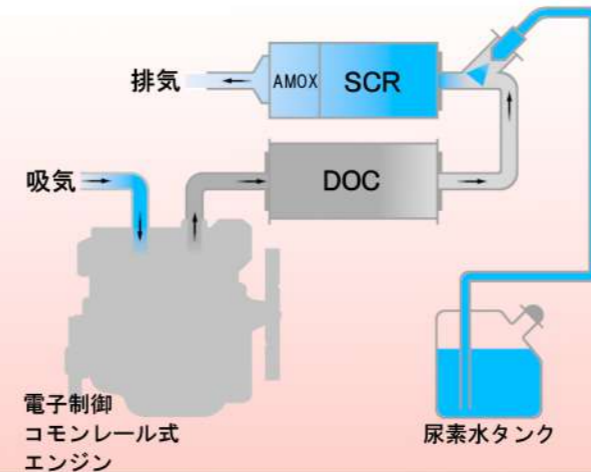 排気
AMOX
SCR
吸気
DOC
電子制御
コモンレール式
エンジン
尿素水タンク